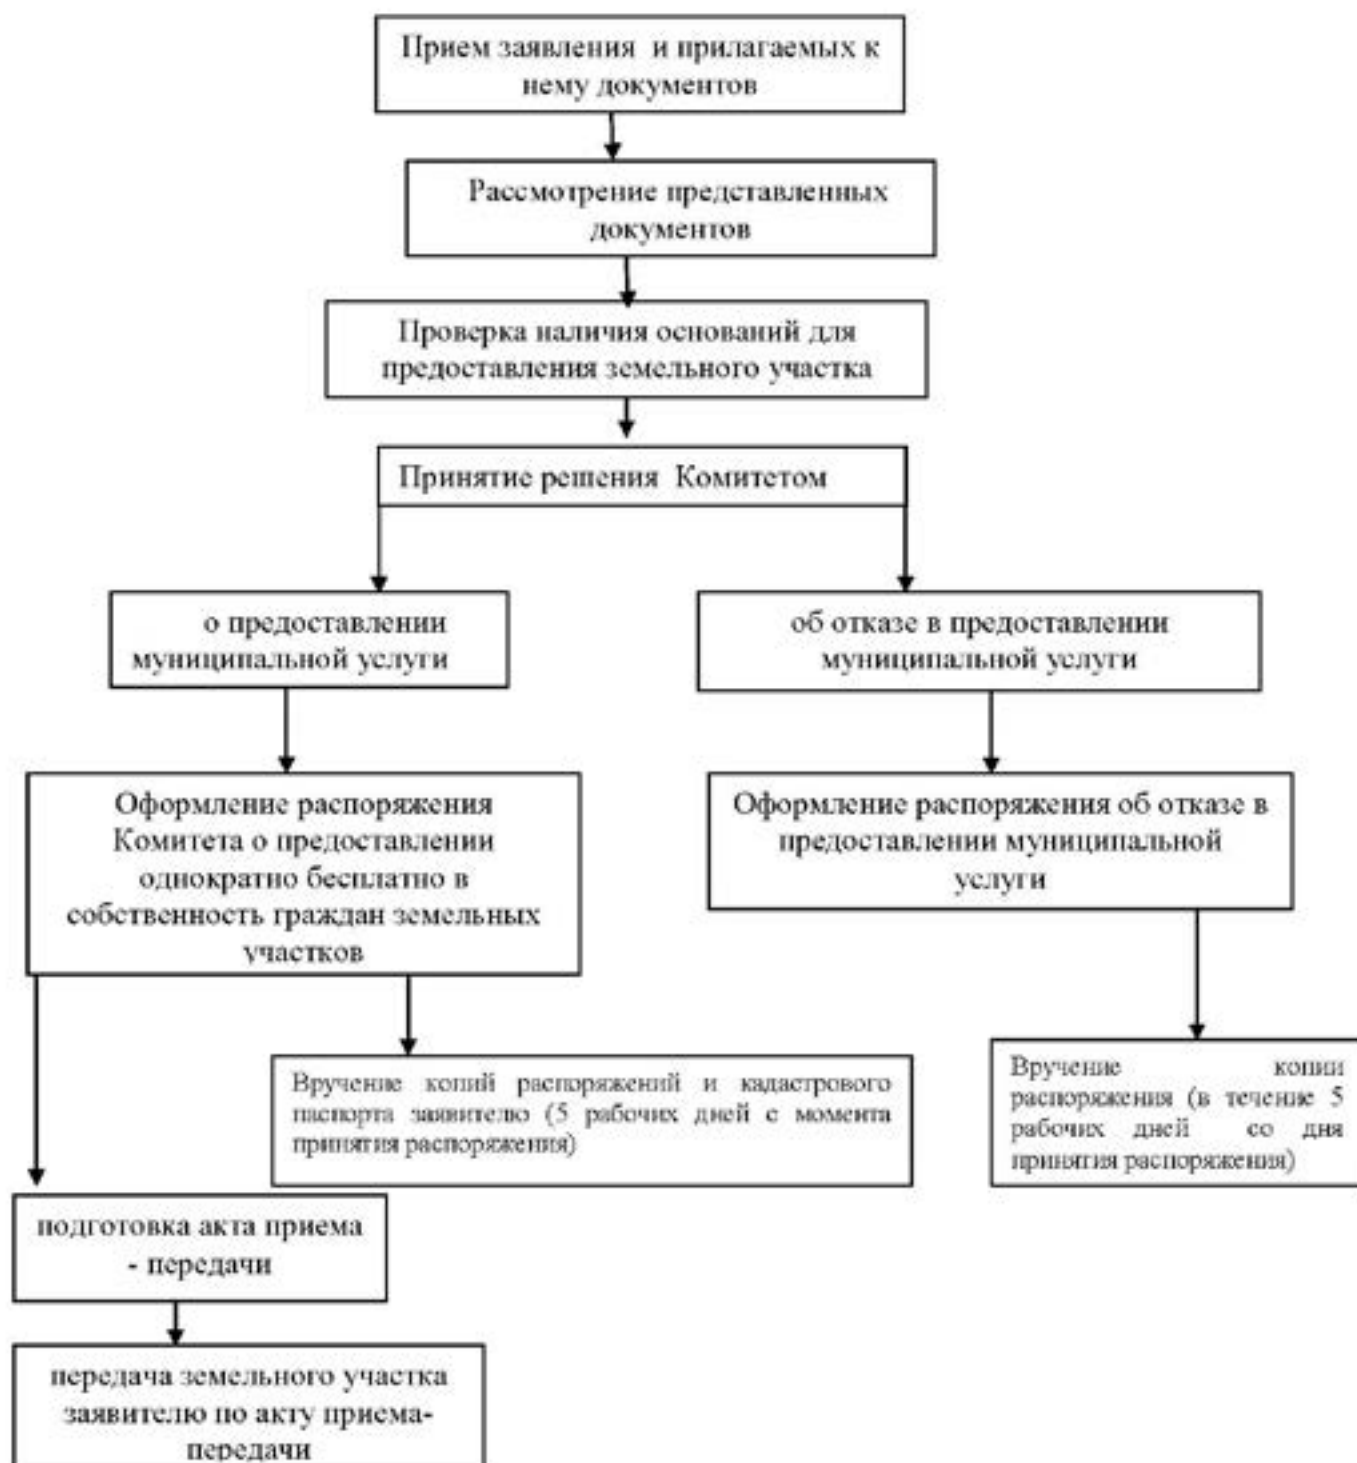 Прием заявления и прилагаемых к
нему документов
Рассмотрение представленных
документов
Проверка наличия оснований для
предоставления земельного участка
Принятие решения Комитетом
о предоставлении
муниципальной услуги
об отказе в предоставлении
муниципальной услуги
Оформление распоряжения
Комитета о предоставлении
однократно бесплатно в
собственность граждан земельных
участков
Оформление распоряжения об отказе в
предоставлении муниципальной
услуги
Вручение копий распоряжений и кадастрового
паспорта заявителю (5 рабочих дней с момента
принятия распоряжения)
Вручение копии
распоряжения (в течение 5
рабочих дней со дня
принятия распоряжения)
подготовка акта приема
- передачи
передача земельного участка
заявителю по акту приема-
передачи